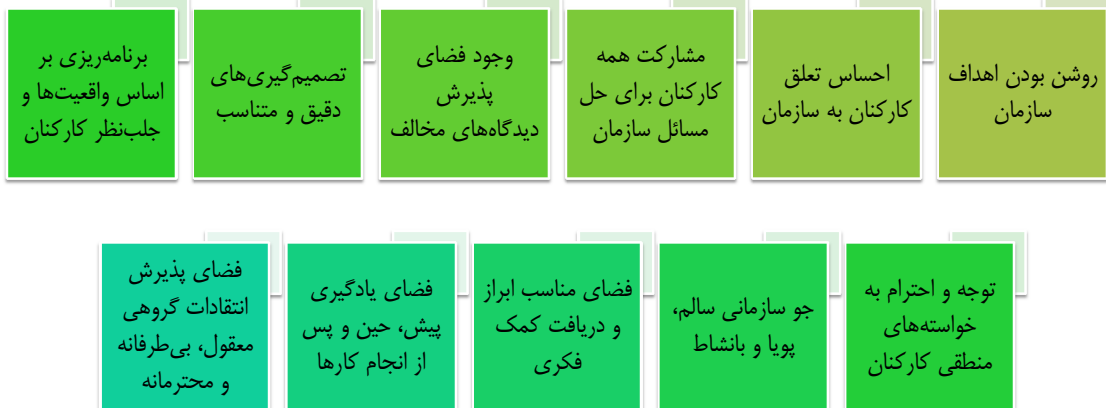 روشن بودن اهداف
سازمان
احساس تعلق
کارکنان به سازمان
مشارکت همه
کارکنان برای حل
مسائل سازمان
وجود فضای
پذیرش
دیدگاه‌های مخالف
تصمیم‌گیری‌های
دقیق و متناسب
برنامه‌ریزی بر
اساس واقعیت‌ها و
جلب‌نظر کارکنان
توجه و احترام به
خواسته‌های
منطقی کارکنان
جو سازمانی سالم،
پویا و بانشاط
فضای مناسب ابراز
و دریافت کمک
فکری
فضای یادگیری
پیش، حین و پس
از انجام کارها
فضای پذیرش
انتقادات گروهی
معقول، بی‌طرفانه
و محترمانه